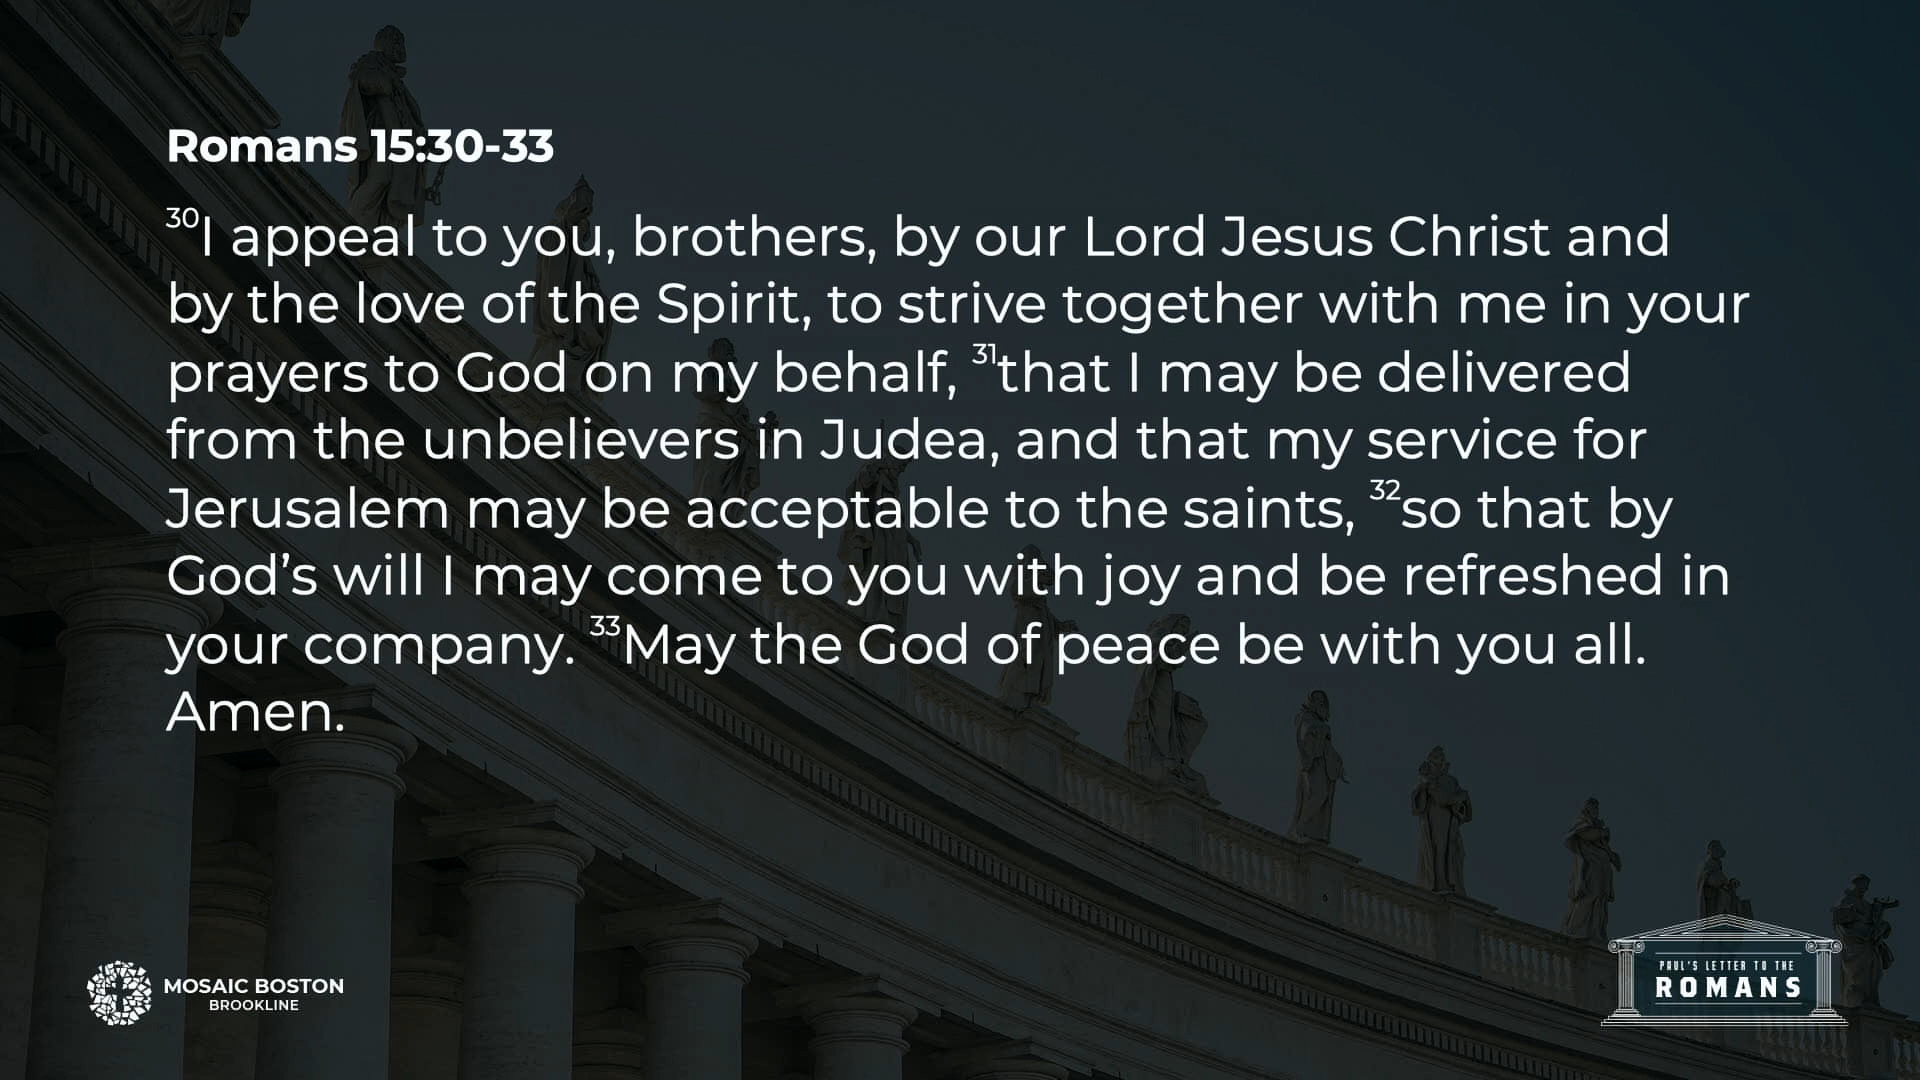 Romans 15:30-33
30I appeal to you, brothers, by our Lord Jesus Christ and
by the love of the Spirit, to strive together with me in your
prayers to God on my behalf, 31that I may be delivered
from the unbelievers in Judea, and that my service for
Jerusalem may be acceptable to the saints, 32so that by
God’s will I may come to you with joy and be refreshed in
your company. 33May the God of peace be with you all.
Amen.
MOSAIC BOSTON
BROOKLINE
PAUL'S LETTER TO THE
ROMANS